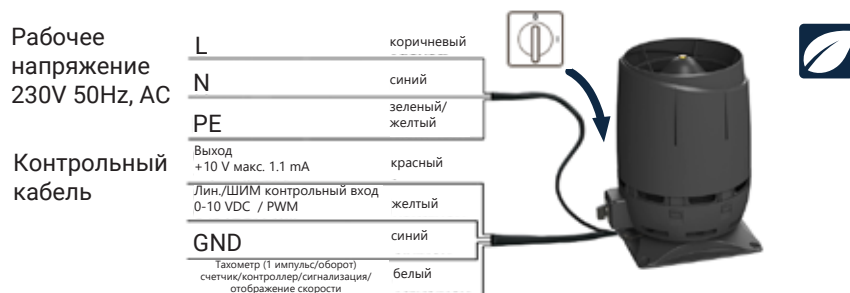 Рабочее
напряжение
230V 50Hz, AC
L
коричневый
N
синий
PE
зеленый/
желтый
Контрольный
кабель
Выход
+10 V макс. 1.1 mA
красный
Лин./ШИМ контрольный вход
0-10 VDC / PWM
желтый
GND
синий
Тахометр (1 импульс/оборот)
счетчик/контроллер/сигнализация/
отображение скорости
белый